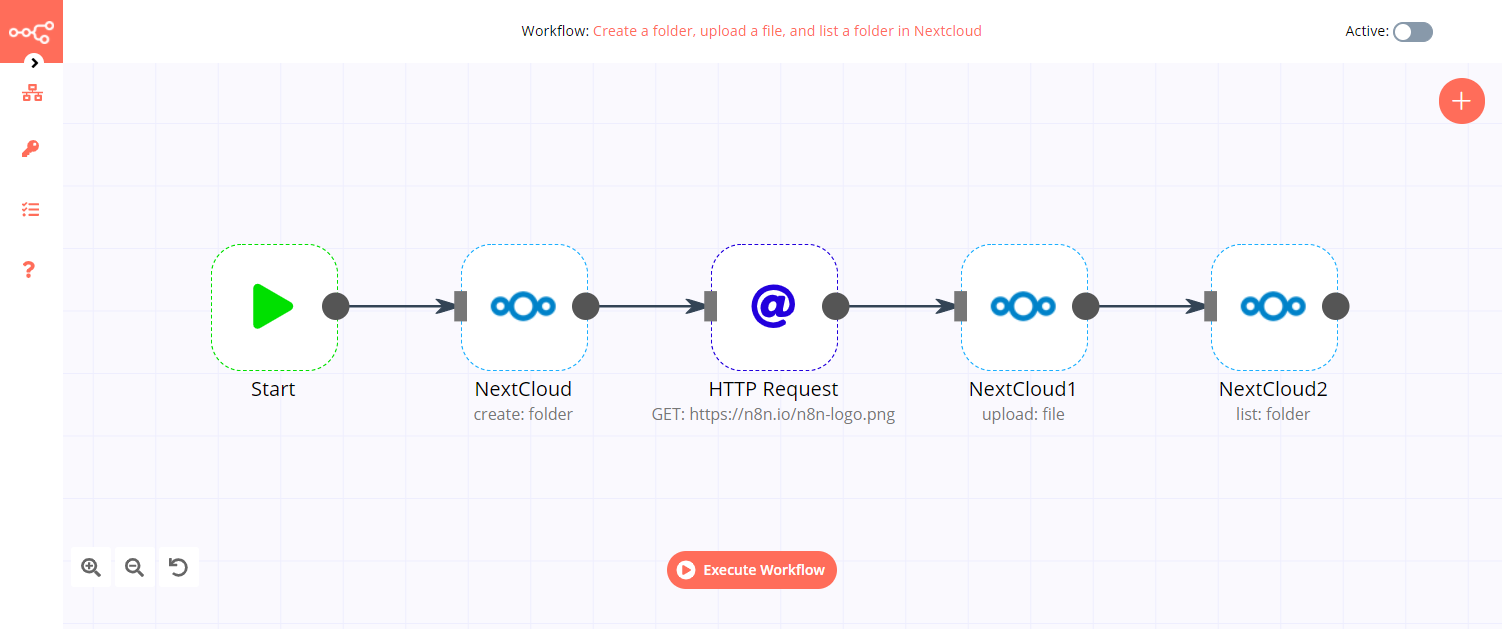 Workflow: Create a folder, upload a file, and list a folder in Nextcloud
Active:
Start
NextCloud
create: folder
HTTP Request
GET: https://n8n.io/n8n-logo.png
NextCloud1
upload: file
NextCloud2
list: folder
Execute Workflow